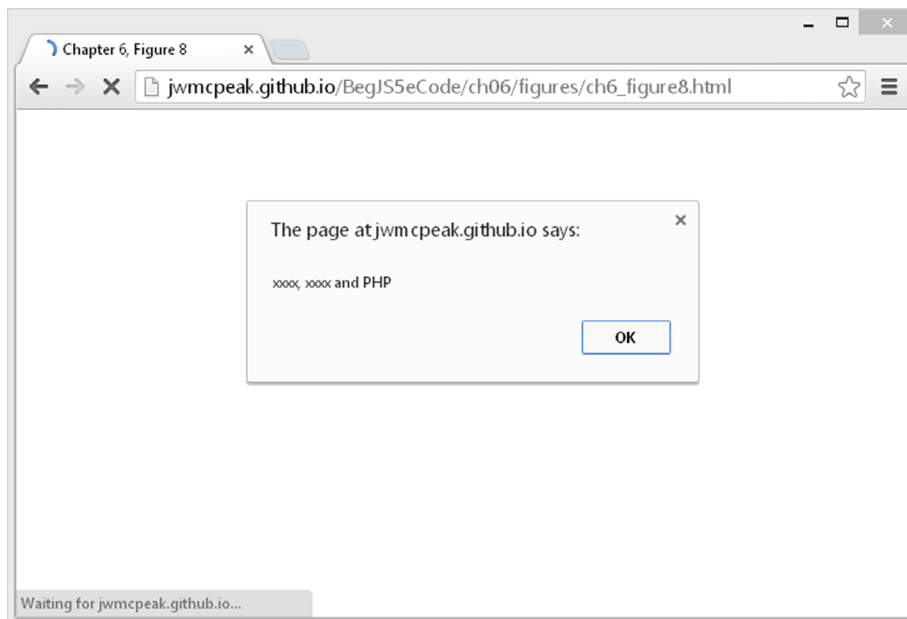 Chapter 6, Figure 8
jwmcpeak.github.io/BegJS5eCode/ch06/figures/ch6_figure8.html
The page at jwmcpeak.github.io says:
xxxx, xxxx and PHP
OK
Waiting for jwmcpeak.github.io...